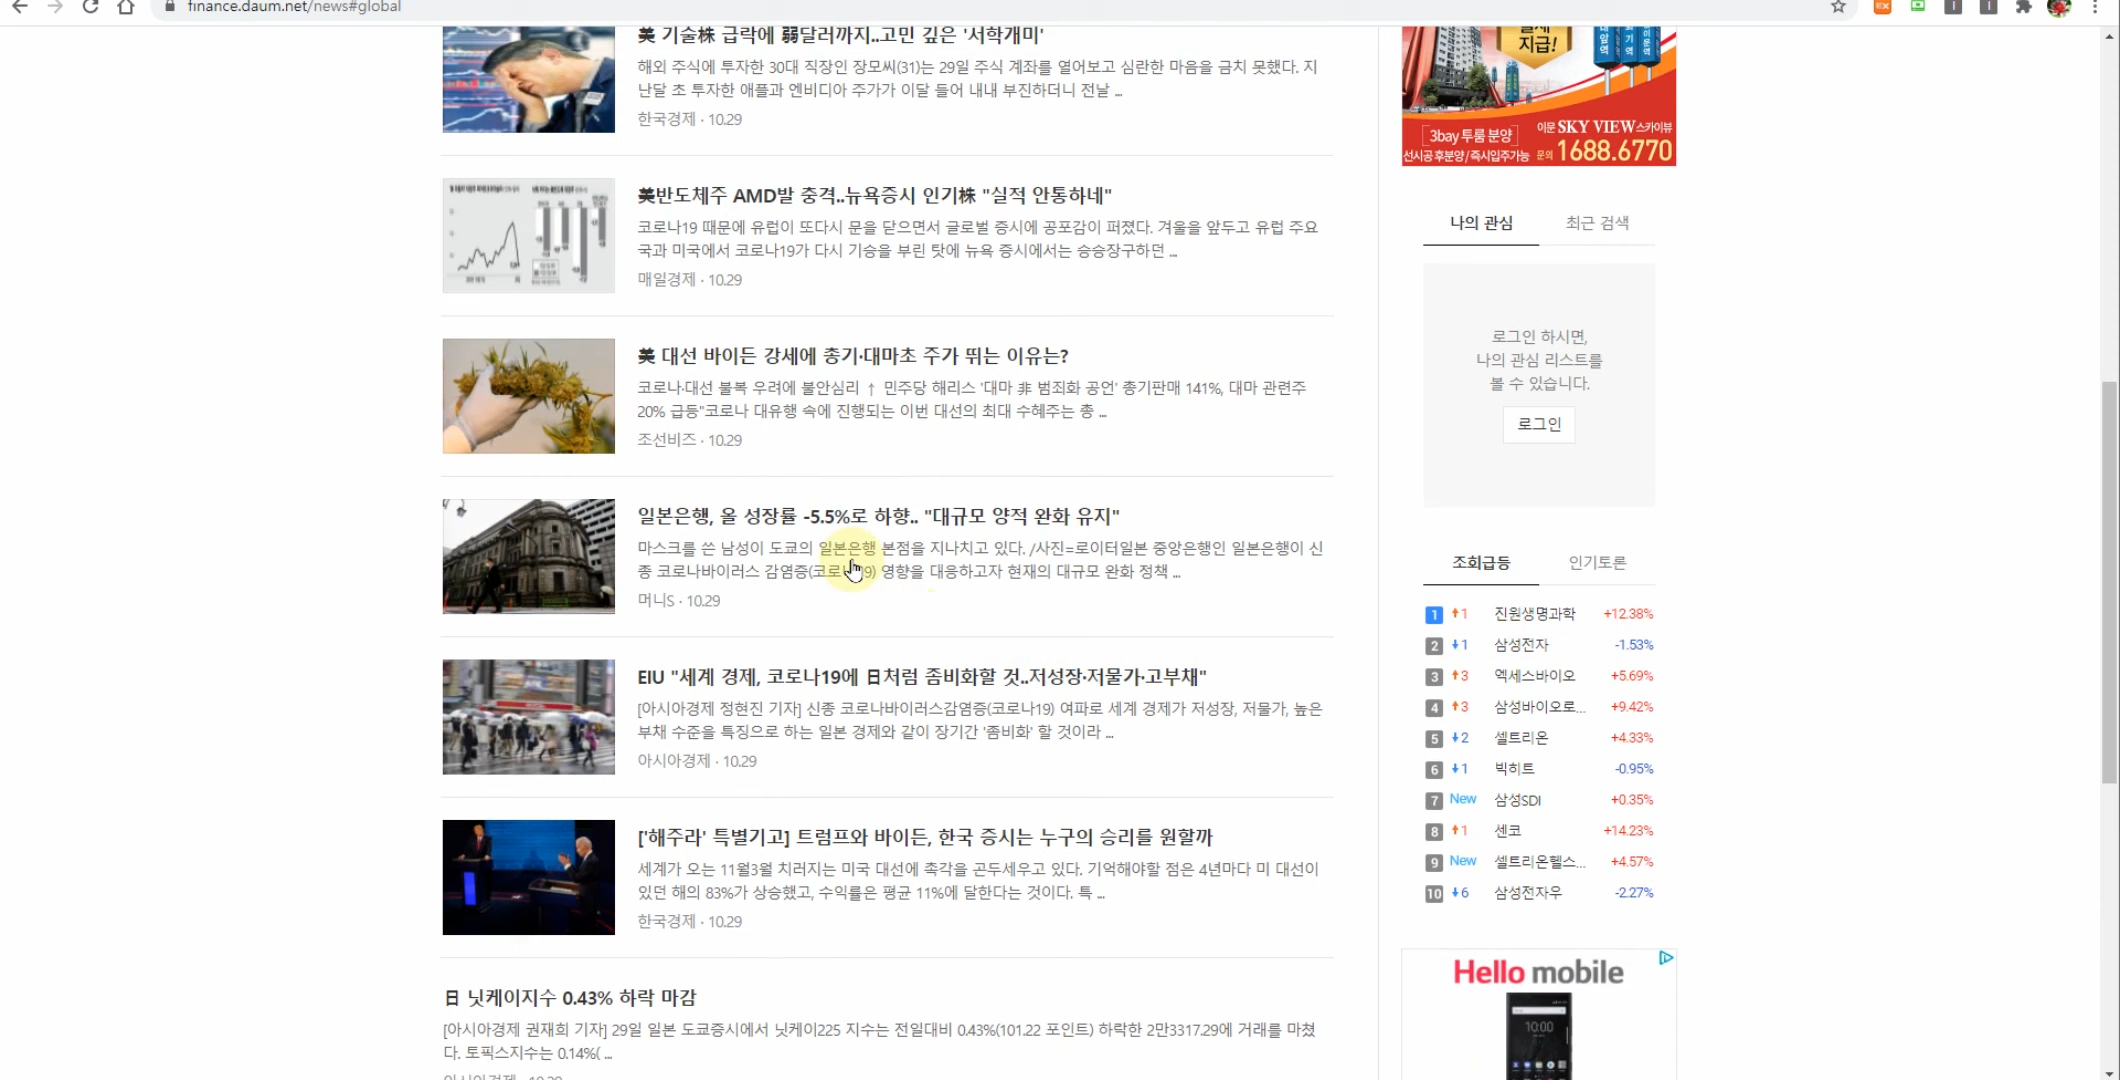 finance.daum.net/news#global
美 기술株 급락에 弱달러까지..고민 깊은 '서학개미'
해외 주식에 투자한 30대 직장인 장모씨(31)는 29일 주식 계좌를 열어보고 심란한 마음을 금치 못했다. 지
난달 초 투자한 애플과 엔비디아 주가가 이달 들어 내내 부진하더니 전날 ...
한국경제 · 10.29
美반도체주 AMD발 충격..뉴욕증시 인기株 "실적 안통하네"
코로나19 때문에 유럽이 또다시 문을 닫으면서 글로벌 증시에 공포감이 퍼졌다. 겨울을 앞두고 유럽 주요
국과 미국에서 코로나19가 다시 기승을 부린 탓에 뉴욕 증시에서는 승승장구하던 ...
매일경제 · 10.29
美 대선 바이든 강세에 총기·대마초 주가 뛰는 이유는?
코로나·대선 불복 우려에 불안심리 ↑ 민주당 해리스 '대마 非 범죄화 공언' 총기판매 141%, 대마 관련주
20% 급등"코로나 대유행 속에 진행되는 이번 대선의 최대 수혜주는 총 ...
조선비즈 · 10.29
일본은행, 올 성장률 -5.5%로 하향.. "대규모 양적 완화 유지"
마스크를 쓴 남성이 도쿄의 일본은행 본점을 지나치고 있다. /사진=로이터일본 중앙은행인 일본은행이 신
종 코로나바이러스 감염증(코로나19) 영향을 대응하고자 현재의 대규모 완화 정책 ...
머니S · 10.29
EIU "세계 경제, 코로나19에 日처럼 좀비화할 것..저성장·저물가·고부채"
[아시아경제 정현진 기자] 신종 코로나바이러스감염증(코로나19) 여파로 세계 경제가 저성장, 저물가, 높은
부채 수준을 특징으로 하는 일본 경제와 같이 장기간 '좀비화' 할 것이라 ...
아시아경제 · 10.29
['해주라' 특별기고] 트럼프와 바이든, 한국 증시는 누구의 승리를 원할까
세계가 오는 11월3월 치러지는 미국 대선에 촉각을 곤두세우고 있다. 기억해야할 점은 4년마다 미 대선이
있던 해의 83%가 상승했고, 수익률은 평균 11%에 달한다는 것이다. 특 ...
한국경제 · 10.29
日 닛케이지수 0.43% 하락 마감
[아시아경제 권재희 기자] 29일 일본 도쿄증시에서 닛케이225 지수는 전일대비 0.43%(101.22 포인트) 하락한 2만3317.29에 거래를 마쳤
다. 토픽스지수는 0.14%( ...
지급!
3bay 투룸 분양
이문 SKY VIEW 스카이뷰
선시공 후분양/즉시입주가능 문의 1688.6770
나의 관심 최근 검색
로그인 하시면,
나의 관심 리스트를
볼 수 있습니다.
로그인
조회급등 인기토론
1 1 진원생명과학 +12.38%
2 1 삼성전자 -1.53%
3 3 엑세스바이오 +5.69%
4 3 삼성바이오로... +9.42%
5 2 셀트리온 +4.33%
6 1 빅히트 -0.95%
7 New 삼성SDI +0.35%
8 1 센코 +14.23%
9 New 셀트리온헬스... +4.57%
10 6 삼성전자우 -2.27%
Hello mobile
10:00